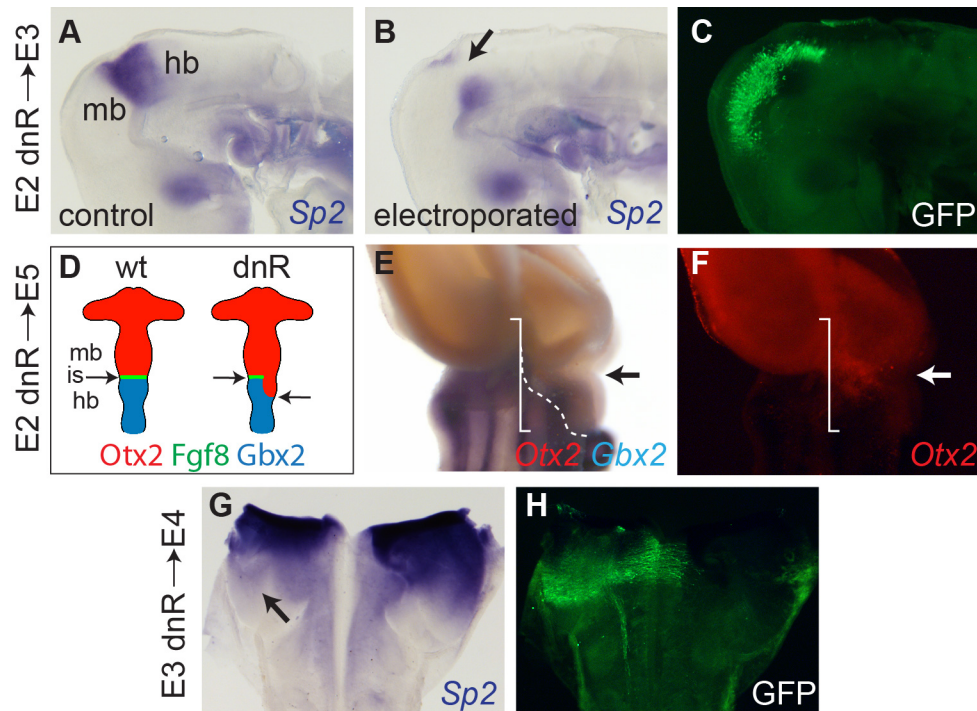 E2 dnR → E3
A
hb
mb
control
Sp2
B
electroporated
Sp2
C
GFP
E2 dnR → E5
D
wt
dnR
mb
is
hb
Otx2 Fgf8 Gbx2
E
Otx2 Gbx2
F
Otx2
E3 dnR → E4
G
Sp2
H
GFP